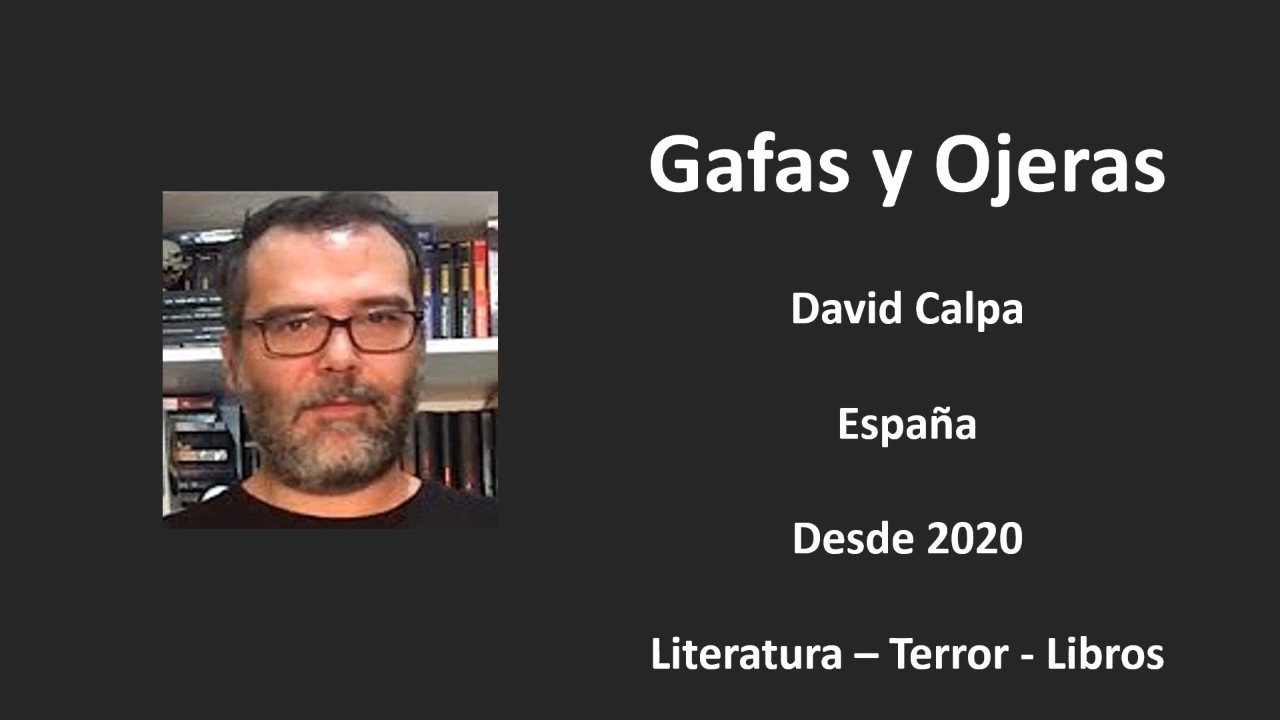 Gafas y Ojeras
David Calpa
España
Desde 2020
Literatura – Terror - Libros